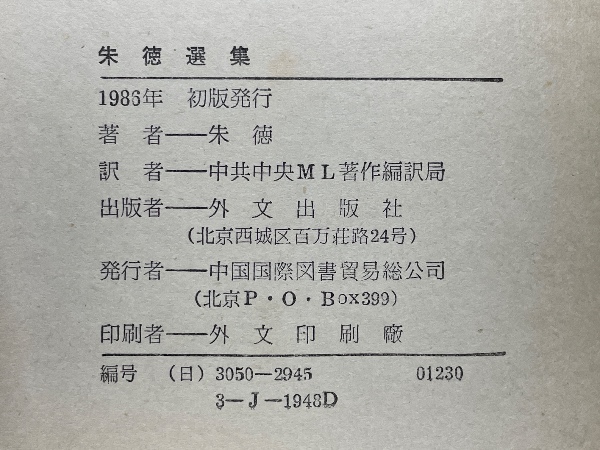 朱徳選集
1986年 初版発行
著者——朱徳
訳者——中共中央ML著作編訳局
出版者——外文出版社
(北京西城区百万荘路24号)
発行者——中国国際図書貿易総公司
(北京P・O・Box399)
印刷者——外文印刷廠
編号 (日)3050—2945 01230
3—J—1948D